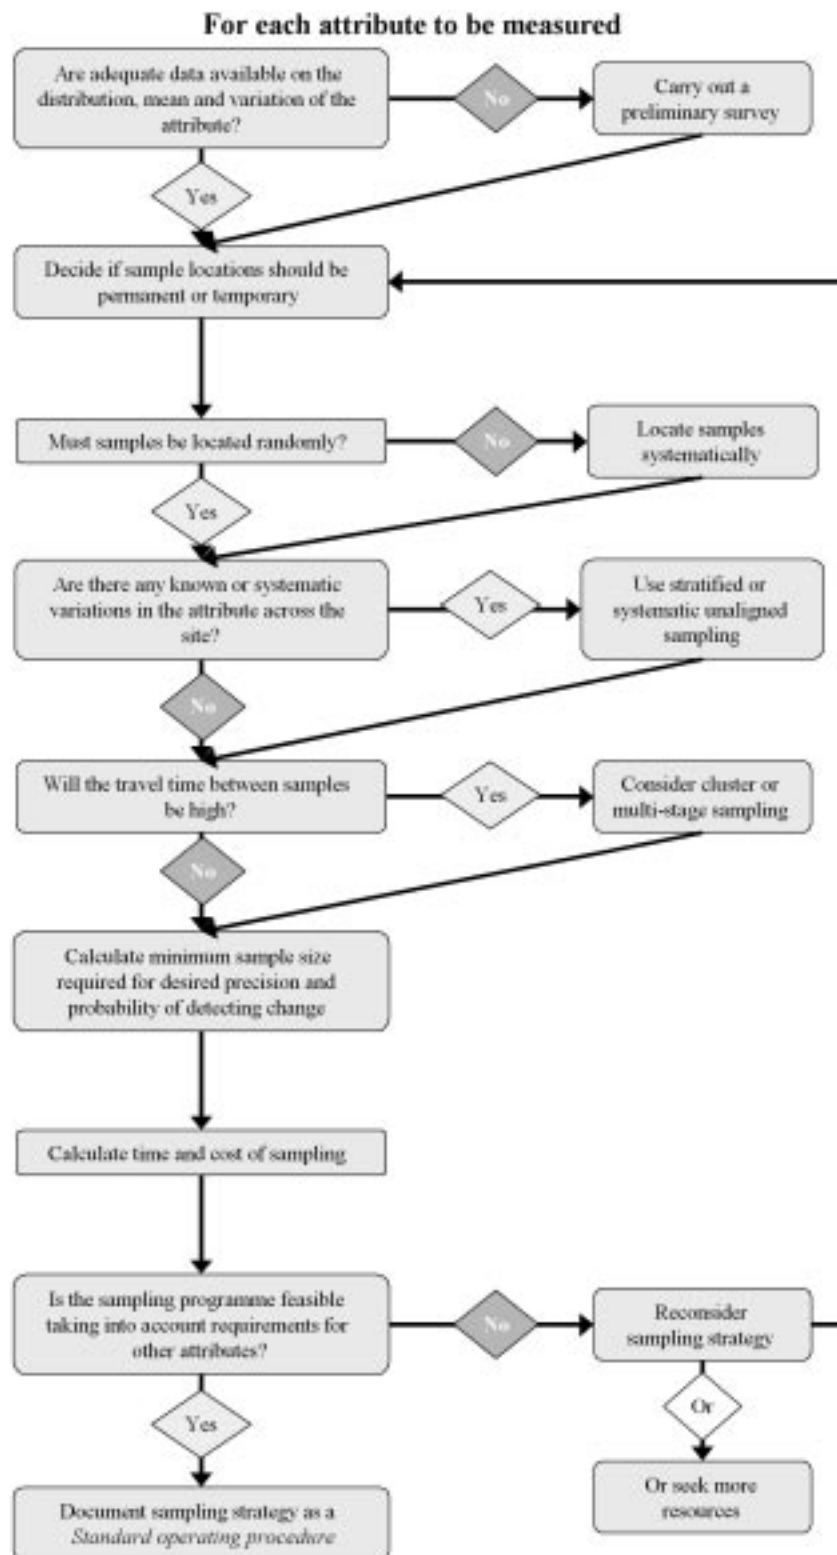 For each attribute to be measured
Are adequate data available on the
distribution, mean and variation of the
attribute?
No
Carry out a
preliminary survey
Yes
Decide if sample locations should be
permanent or temporary
Must samples be located randomly?
No
Locate samples
systematically
Yes
Are there any known or systematic
variations in the attribute across the
site?
Yes
Use stratified or
systematic unaligned
sampling
No
Will the travel time between samples
be high?
Yes
Consider cluster or
multi-stage sampling
No
Calculate minimum sample size
required for desired precision and
probability of detecting change
Calculate time and cost of sampling
Is the sampling programme feasible
taking into account requirements for
other attributes?
No
Reconsider
sampling strategy
Yes
Or
Document sampling strategy as a
Standard operating procedure
Or seek more
resources